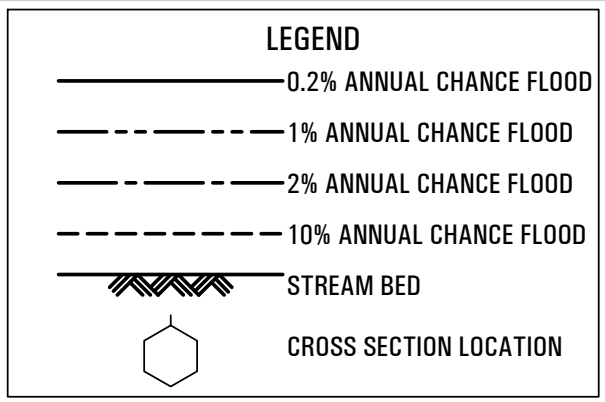 LEGEND
0.2% ANNUAL CHANCE FLOOD
1% ANNUAL CHANCE FLOOD
2% ANNUAL CHANCE FLOOD
10% ANNUAL CHANCE FLOOD
STREAM BED
CROSS SECTION LOCATION